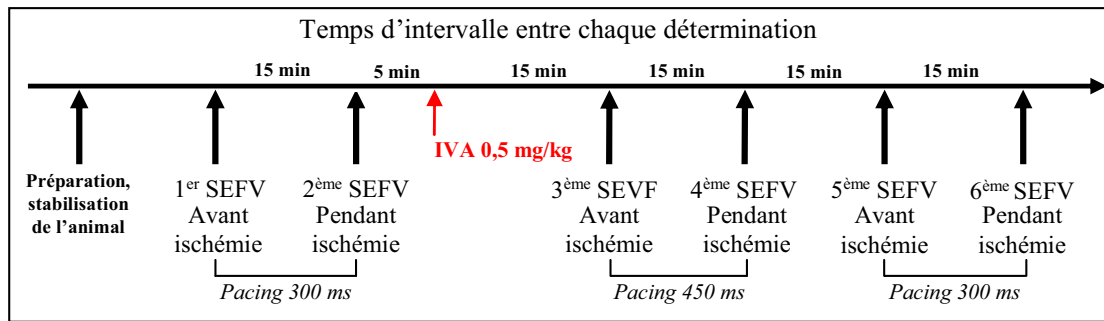 Temps d'intervalle entre chaque détermination
15 min 5 min 15 min 15 min 15 min 15 min
IVA 0,5 mg/kg
Préparation,
stabilisation
de l'animal
1er SEFV
Avant
ischémie
2ème SEFV
Pendant
ischémie
3ème SEVF
Avant
ischémie
4ème SEFV
Pendant
ischémie
5ème SEFV
Avant
ischémie
6ème SEFV
Pendant
ischémie
Pacing 300 ms
Pacing 450 ms
Pacing 300 ms